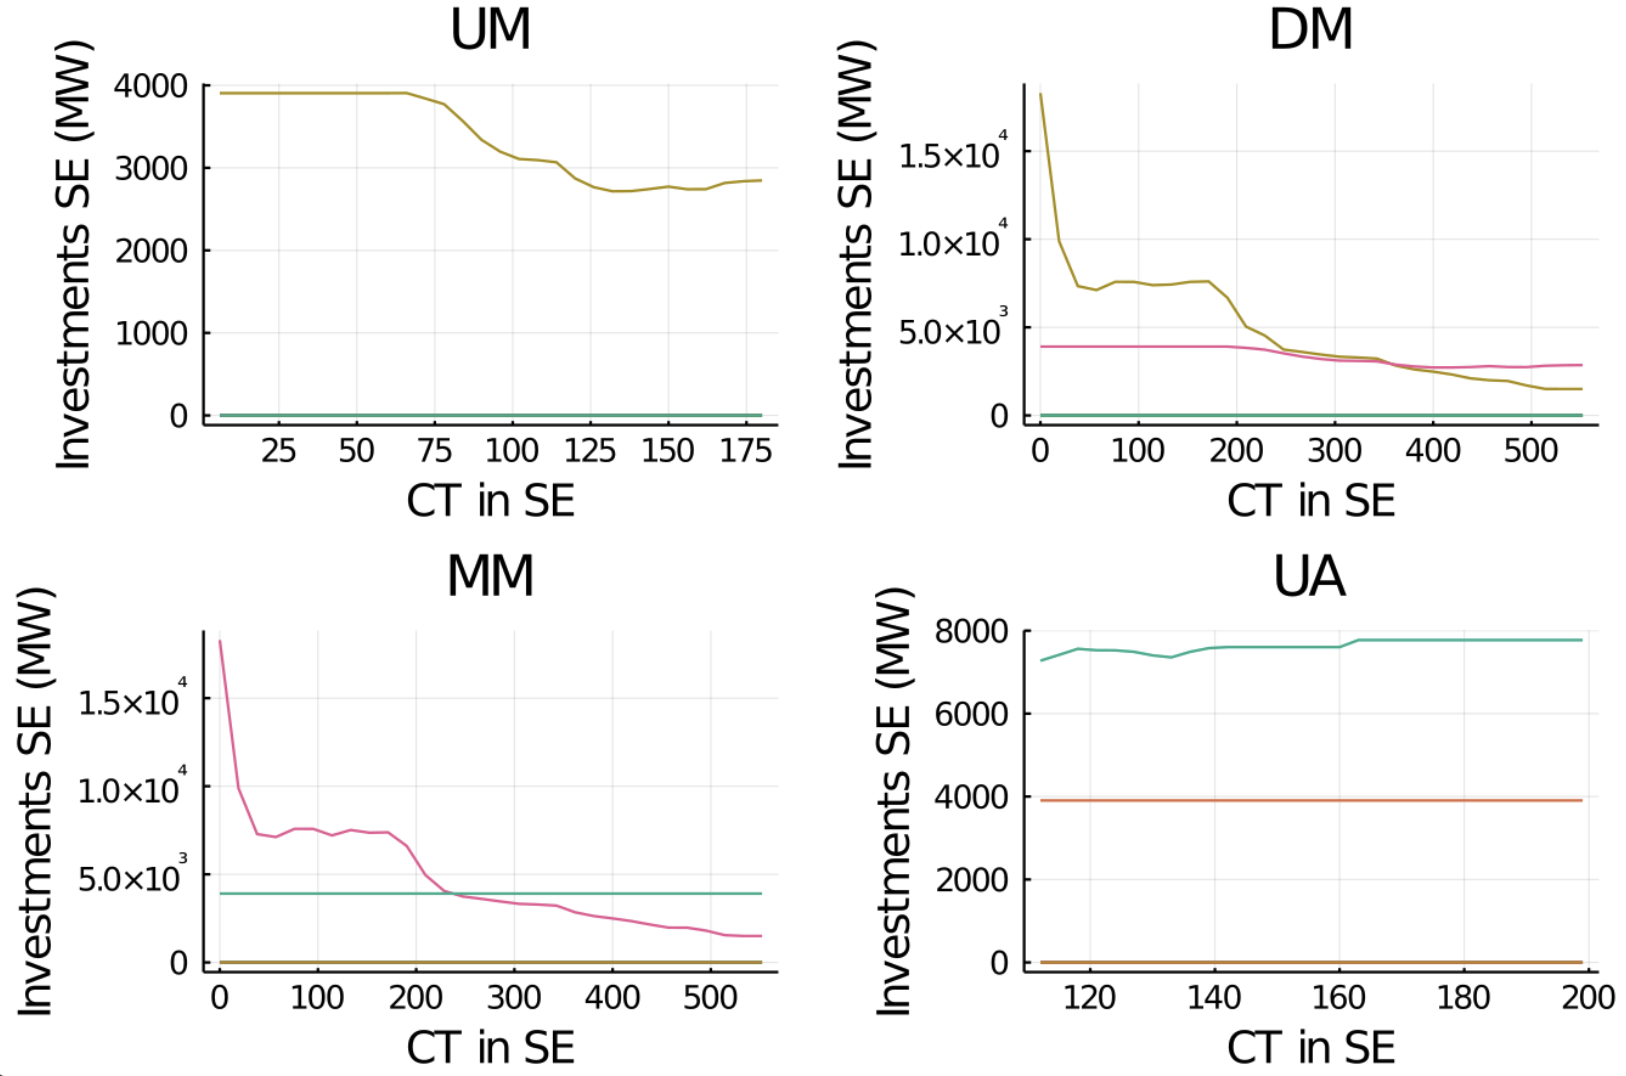 UM
Investments SE (MW)
4000
3000
2000
1000
0
25 50 75 100 125 150 175
CT in SE
DM
Investments SE (MW)
1.5×10⁴
1.0×10⁴
5.0×10³
0
0 100 200 300 400 500
CT in SE
MM
Investments SE (MW)
1.5×10⁴
1.0×10⁴
5.0×10³
0
0 100 200 300 400 500
CT in SE
UA
Investments SE (MW)
8000
6000
4000
2000
0
120 140 160 180 200
CT in SE